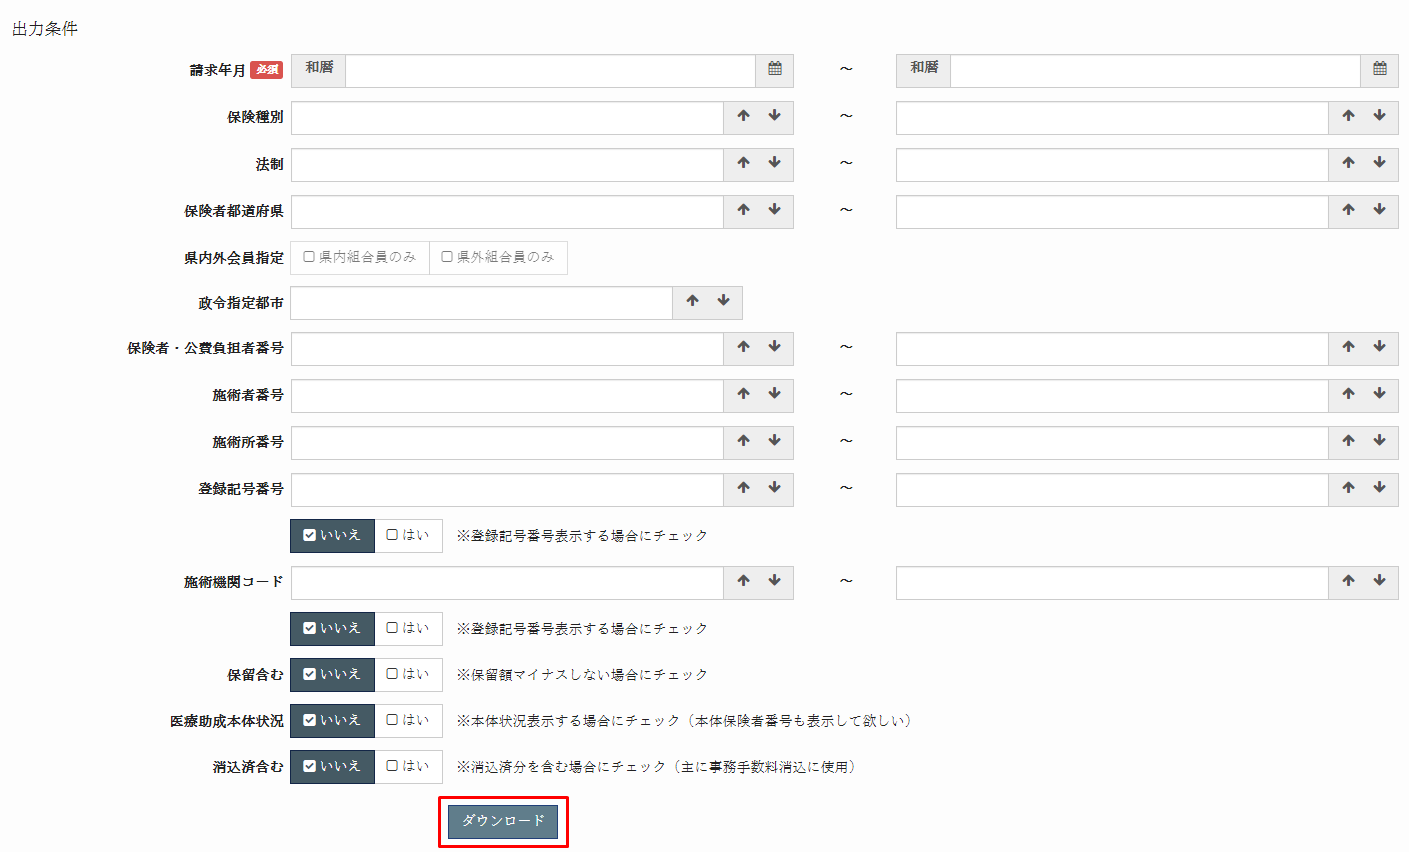 出力条件
請求年月 必須 和暦 ～ 和暦
保険種別 ～
法制 ～
保険者都道府県 ～
県内外会員指定 県内組合員のみ 県外組合員のみ
政令指定都市
保険者・公費負担者番号 ～
施術者番号 ～
施術所番号 ～
登録記号番号 ～
いいえ はい ※登録記号番号表示する場合にチェック
施術機関コード ～
いいえ はい ※登録記号番号表示する場合にチェック
保留含む いいえ はい ※保留額マイナスしない場合にチェック
医療助成本体状況 いいえ はい ※本体状況表示する場合にチェック（本体保険者番号も表示して欲しい）
消込済含む いいえ はい ※消込済分を含む場合にチェック（主に事務手数料消込に使用）
ダウンロード